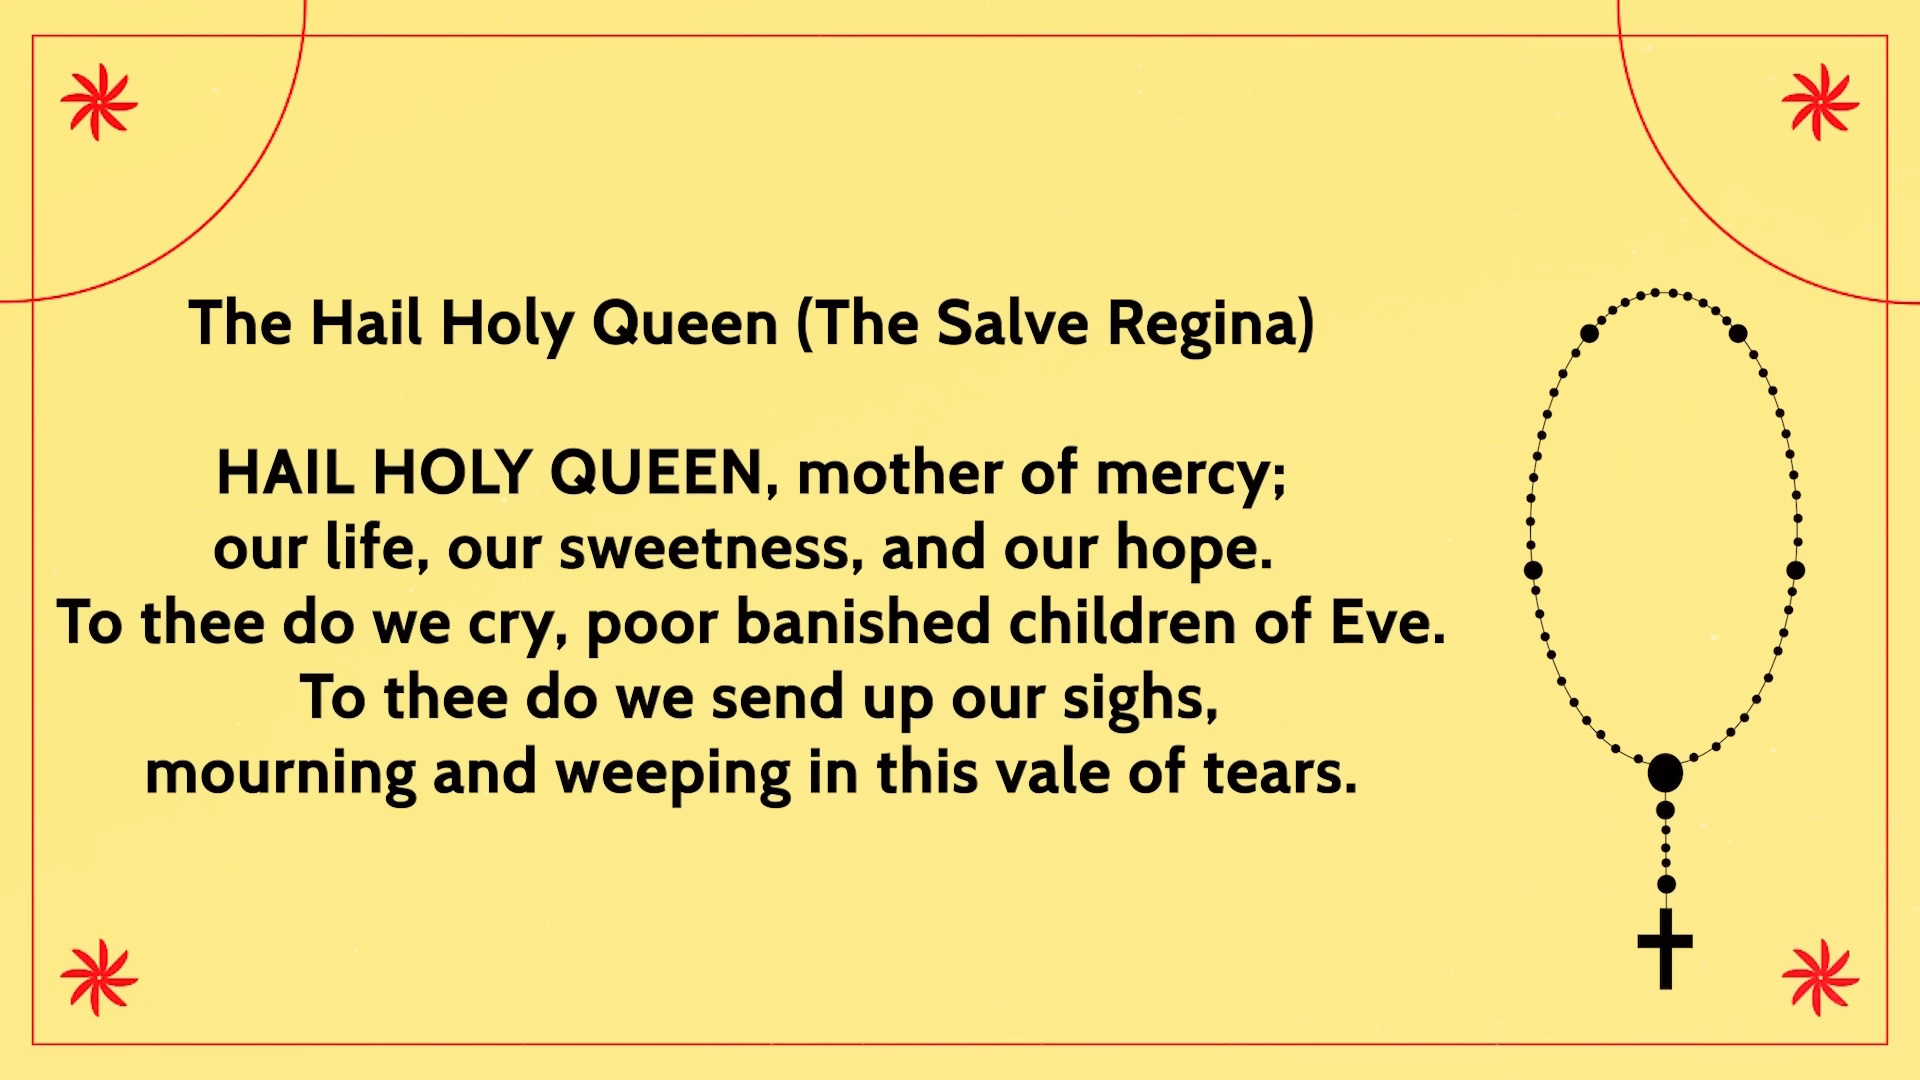 The Hail Holy Queen (The Salve Regina)
HAIL HOLY QUEEN, mother of mercy;
our life, our sweetness, and our hope.
To thee do we cry, poor banished children of Eve.
To thee do we send up our sighs,
mourning and weeping in this vale of tears.